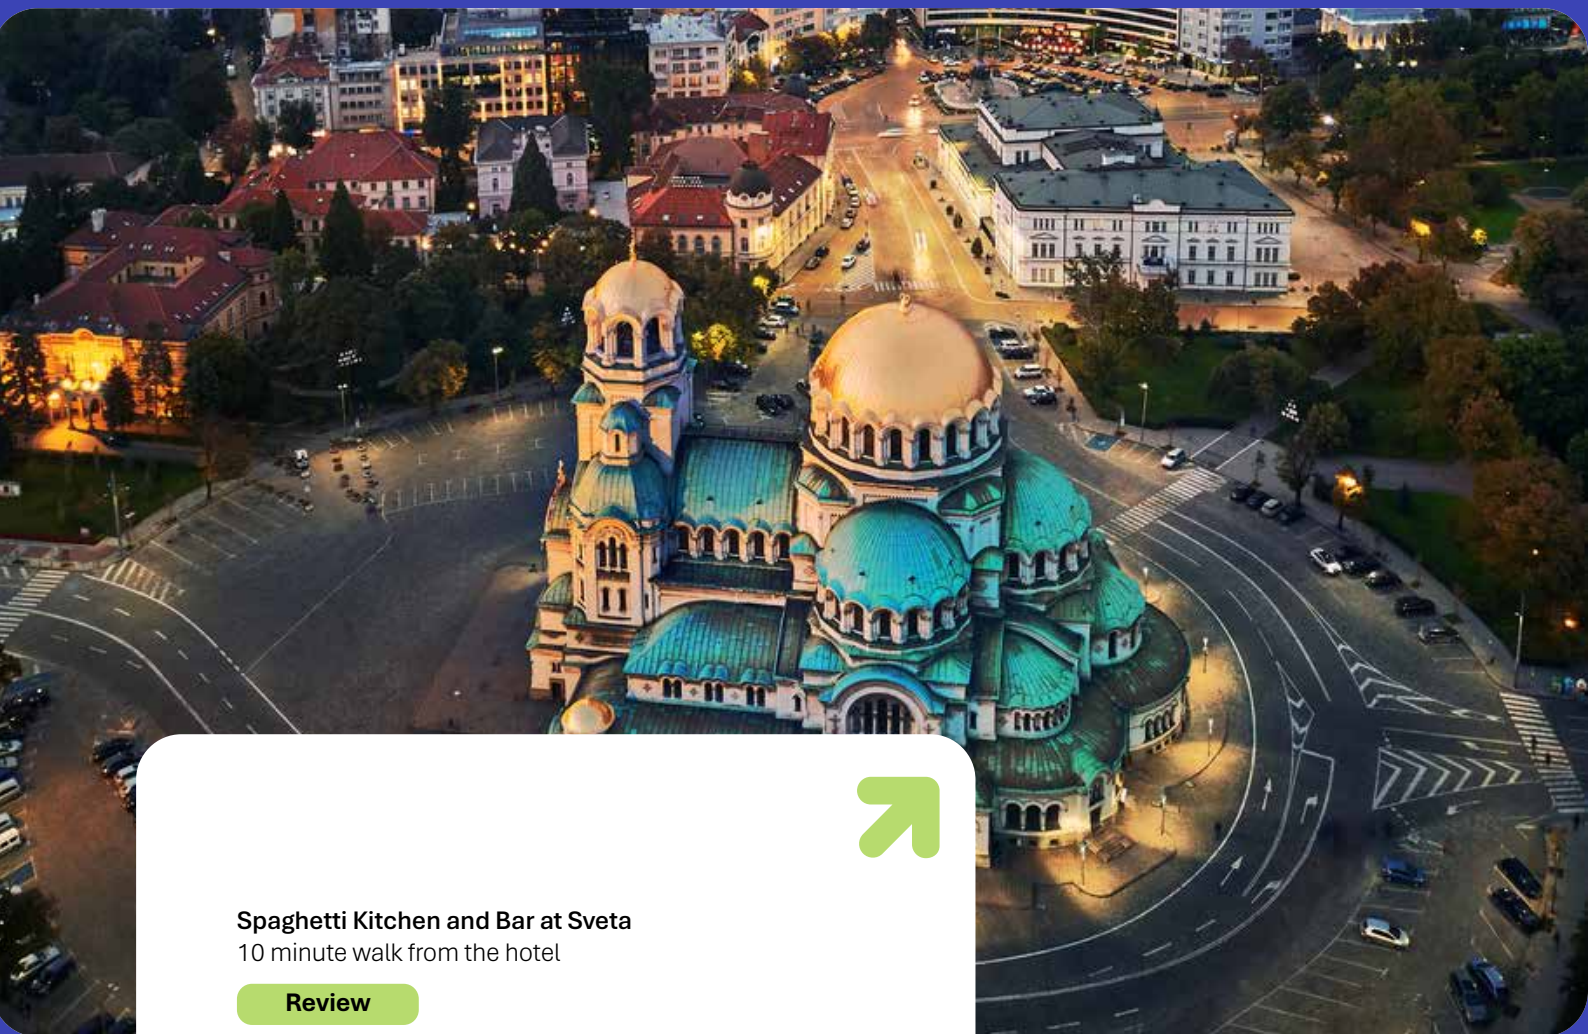 Spaghetti Kitchen and Bar at Sveta
10 minute walk from the hotel
Review